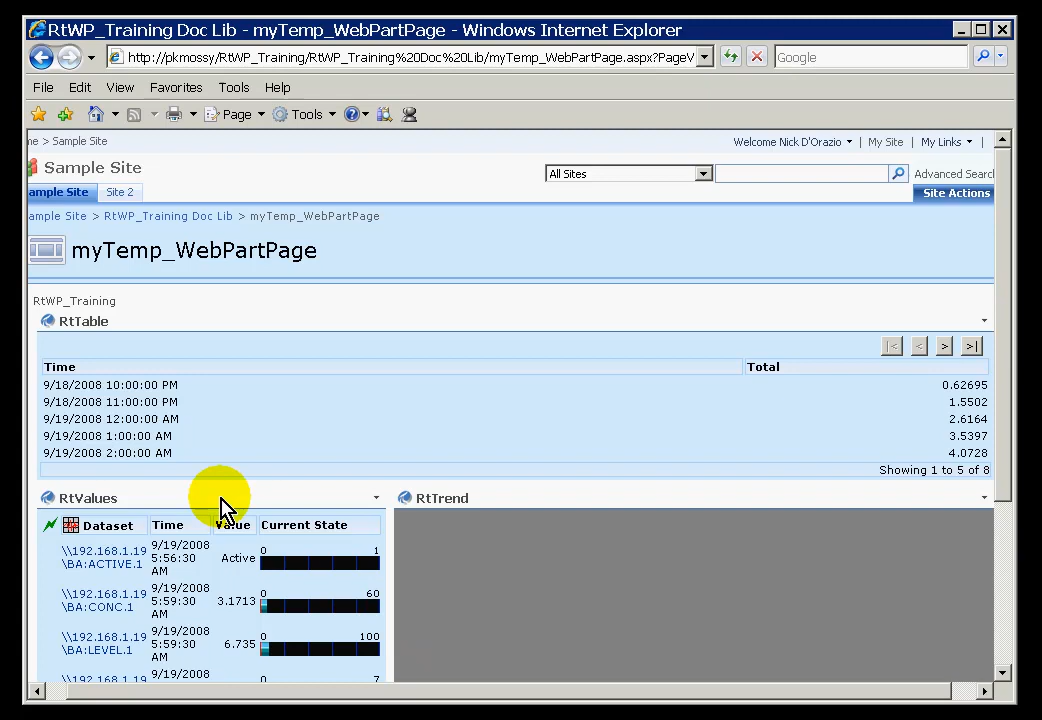 RtWP_Training Doc Lib - myTemp_WebPartPage - Windows Internet Explorer
http://pkmossy/RtWP_Training/RtWP_Training%20Doc%20Lib/myTemp_WebPartPage.aspx?PageV
Google
File Edit View Favorites Tools Help
Page Tools
me > Sample Site
Welcome Nick D'Orazio | My Site | My Links |
Sample Site
All Sites
Advanced Search
ample Site Site 2
Site Actions
ample Site > RtWP_Training Doc Lib > myTemp_WebPartPage
myTemp_WebPartPage
RtWP_Training
RtTable
|< < > >|
Time Total
9/18/2008 10:00:00 PM 0.62695
9/18/2008 11:00:00 PM 1.5502
9/19/2008 12:00:00 AM 2.6164
9/19/2008 1:00:00 AM 3.5397
9/19/2008 2:00:00 AM 4.0728
Showing 1 to 5 of 8
RtValues
RtTrend
Dataset Time Value Current State
\\192.168.1.19 9/19/2008 0 1
\BA:ACTIVE.1 5:56:30 Active
AM
\\192.168.1.19 9/19/2008 0 60
\BA:CONC.1 5:59:30 3.1713
AM
\\192.168.1.19 9/19/2008 0 100
\BA:LEVEL.1 5:59:30 6.735
AM
\\192.168.1.19 9/19/2008 0 7